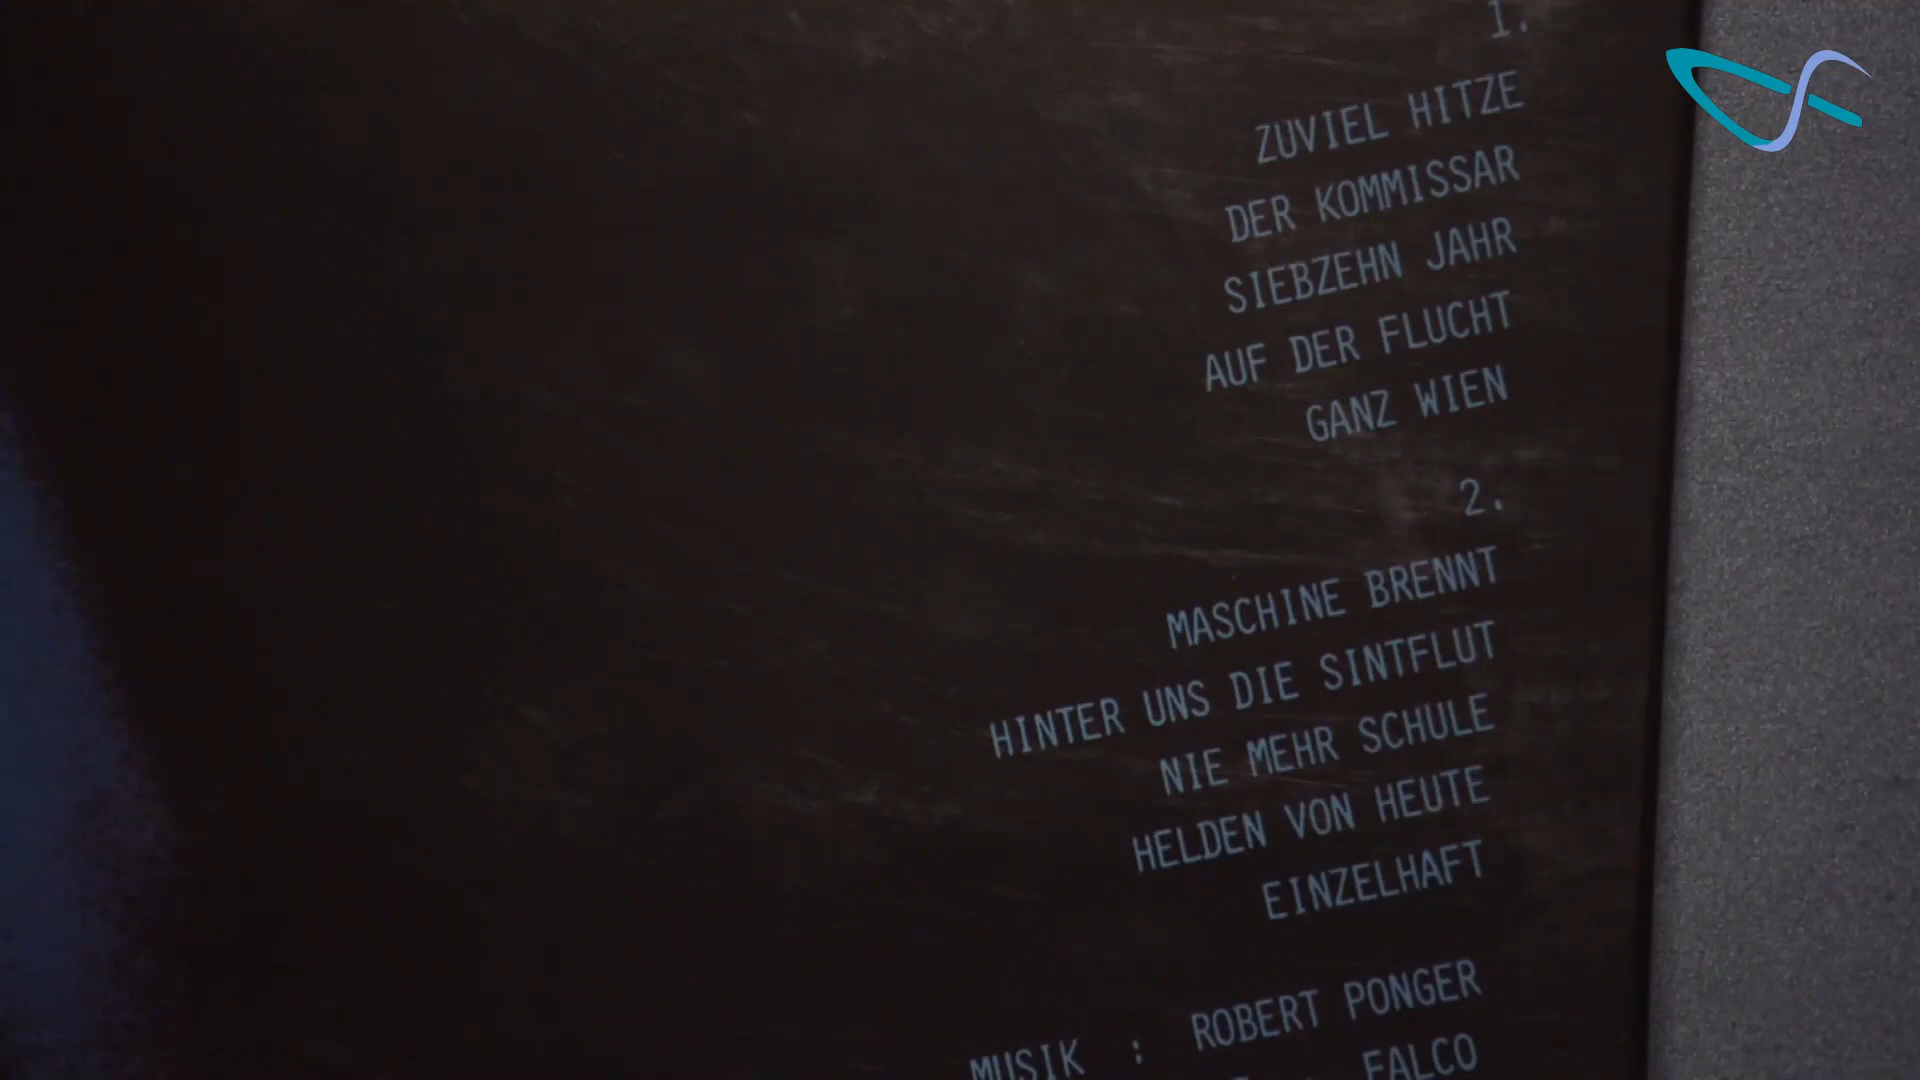 1.
ZUVIEL HITZE
DER KOMMISSAR
SIEBZEHN JAHR
AUF DER FLUCHT
GANZ WIEN
2.
MASCHINE BRENNT
HINTER UNS DIE SINTFLUT
NIE MEHR SCHULE
HELDEN VON HEUTE
EINZELHAFT
MUSIK : ROBERT PONGER
FALCO